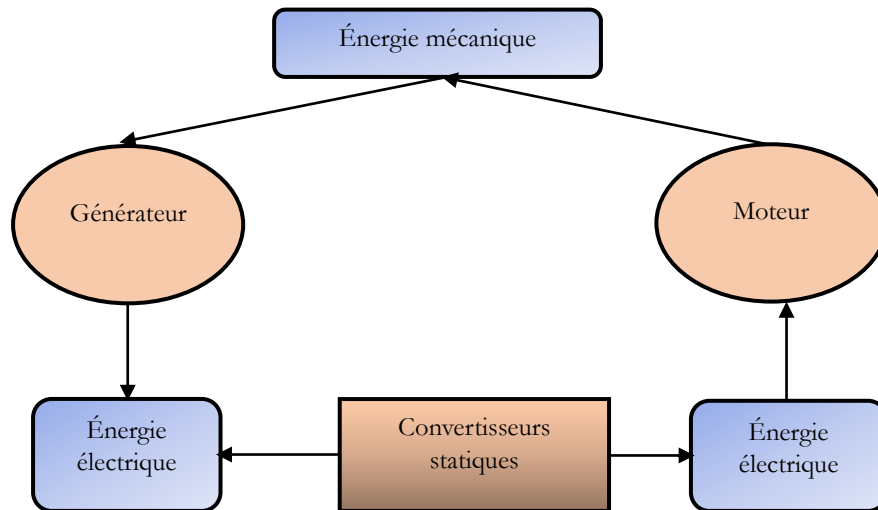 Énergie mécanique
Générateur
Moteur
Énergie
électrique
Convertisseurs
statiques
Énergie
électrique